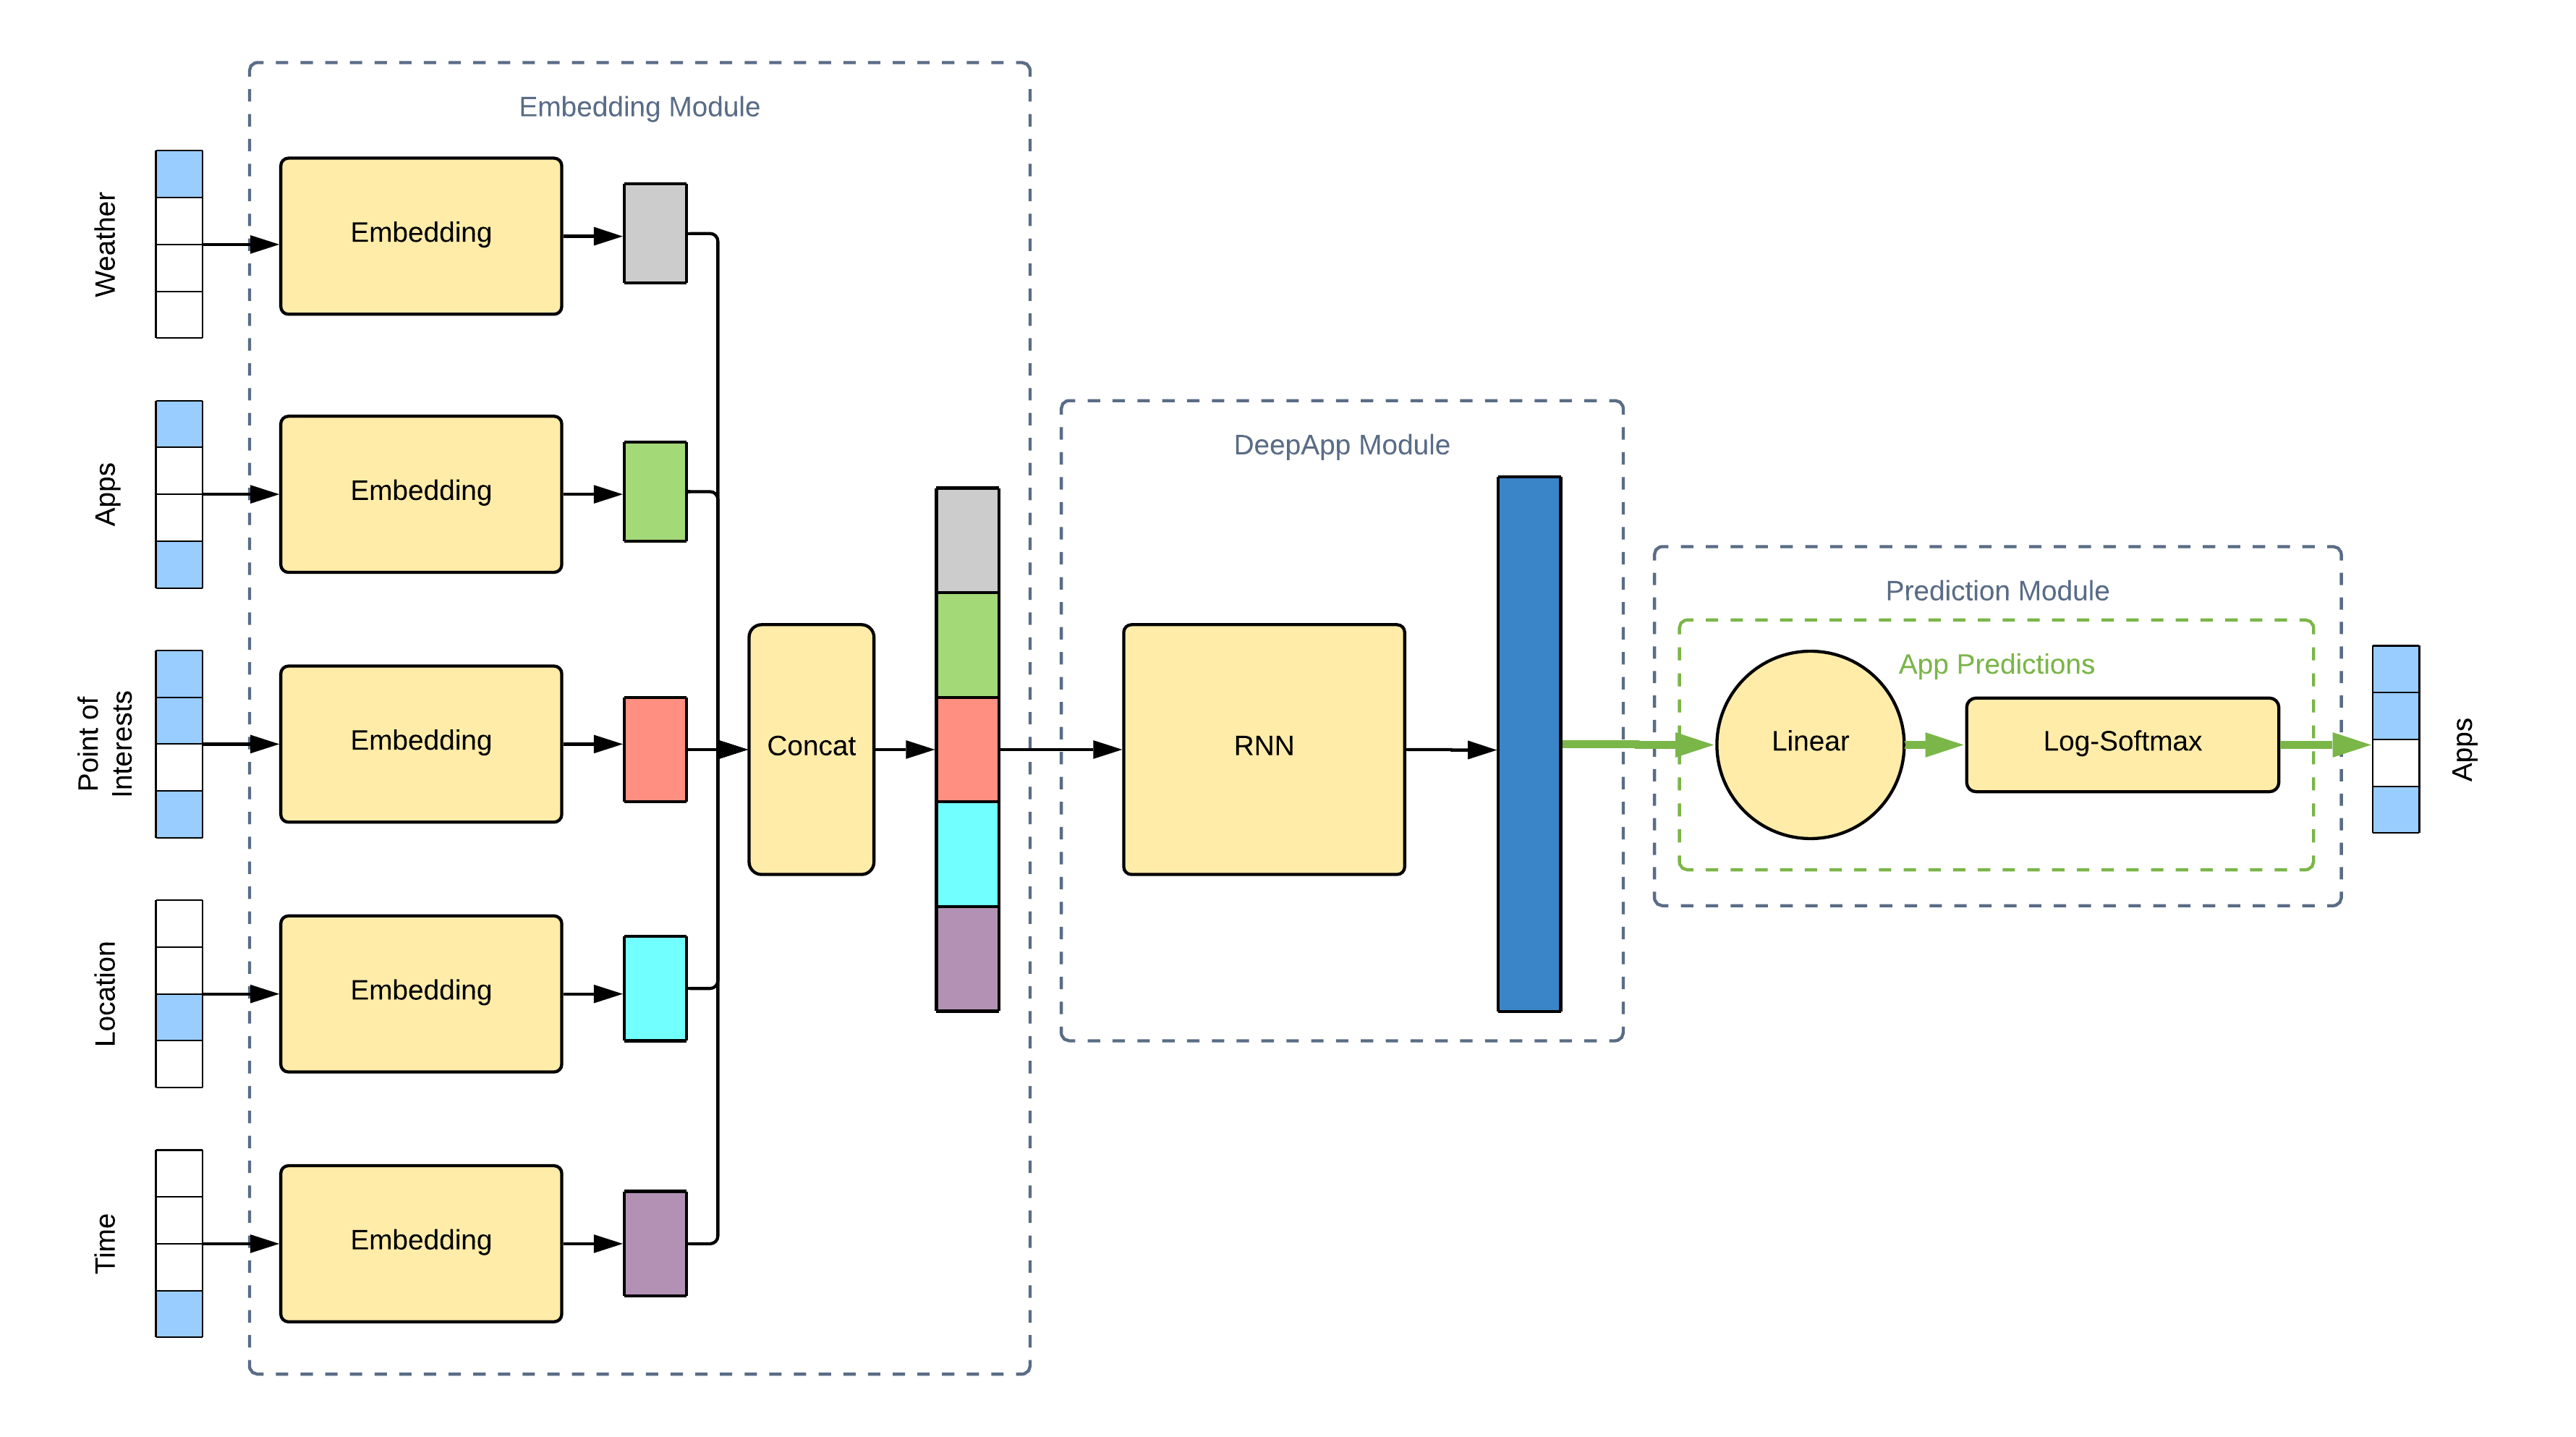 Embedding Module
Weather
Embedding
Apps
Embedding
Point of
Interests
Embedding
Location
Embedding
Time
Embedding
Concat
DeepApp Module
RNN
Prediction Module
App Predictions
Linear
Log-Softmax
Apps